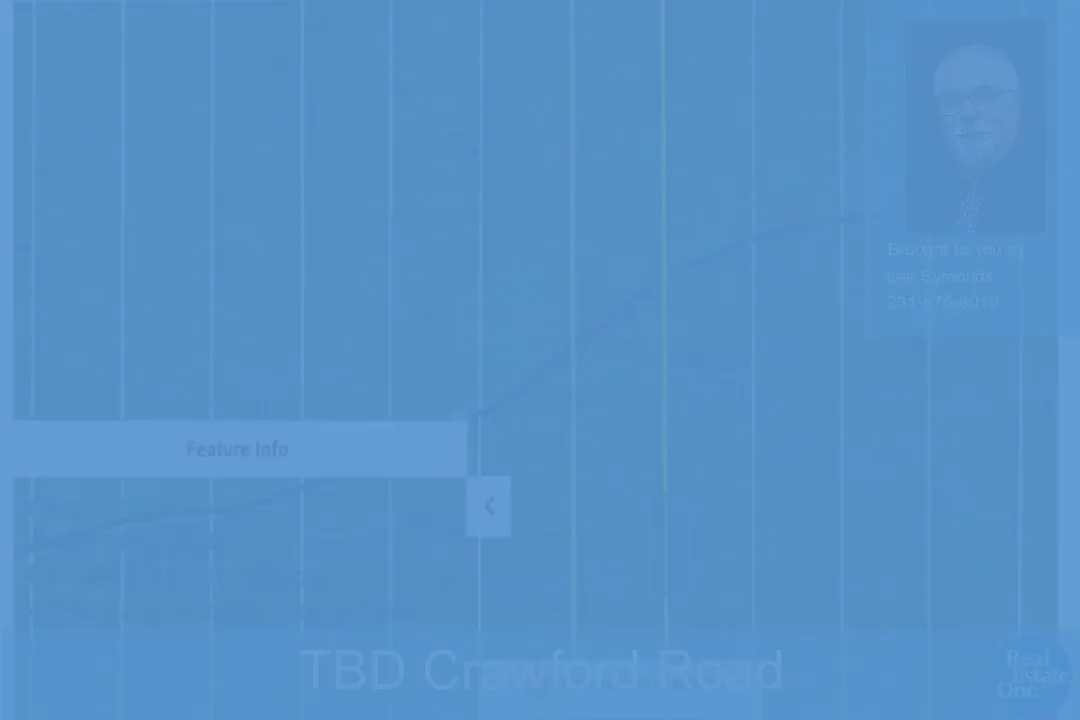 Brought to you by
Lee Symonds
231-675-8010
Feature Info
TBD Crawford Road
Real
Estate
One